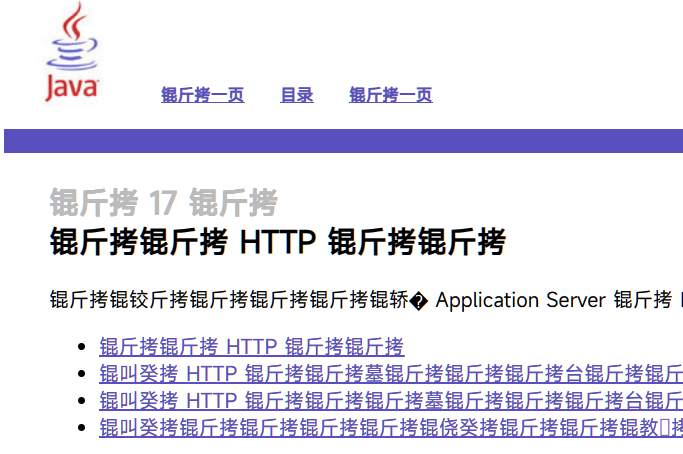 Java
锟斤拷一页 目录 锟斤拷一页
锟斤拷 17 锟斤拷
锟斤拷锟斤拷 HTTP 锟斤拷锟斤拷
锟斤拷锟铰斤拷锟斤拷锟斤拷锟斤拷锟轿� Application Server 锟斤拷
锟斤拷锟斤拷 HTTP 锟斤拷锟斤拷
锟叫癸拷 HTTP 锟斤拷锟斤拷墓锟斤拷锟斤拷锟斤拷台锟斤拷锟斤
锟叫癸拷 HTTP 锟斤拷锟斤拷锟斤拷墓锟斤拷锟斤拷锟斤拷台锟斤
锟叫癸拷锟斤拷锟斤拷锟斤拷锟斤拷锟侥癸拷锟斤拷锟斤拷锟教